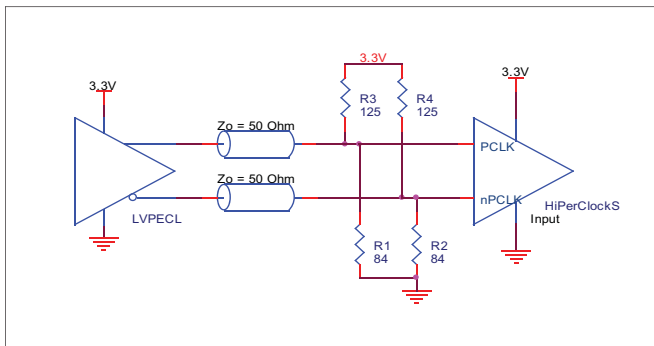 3.3V
3.3V
3.3V
R3
125
R4
125
Zo = 50 Ohm
PCLK
Zo = 50 Ohm
nPCLK
HiPerClockS
Input
LVPECL
R1
84
R2
84